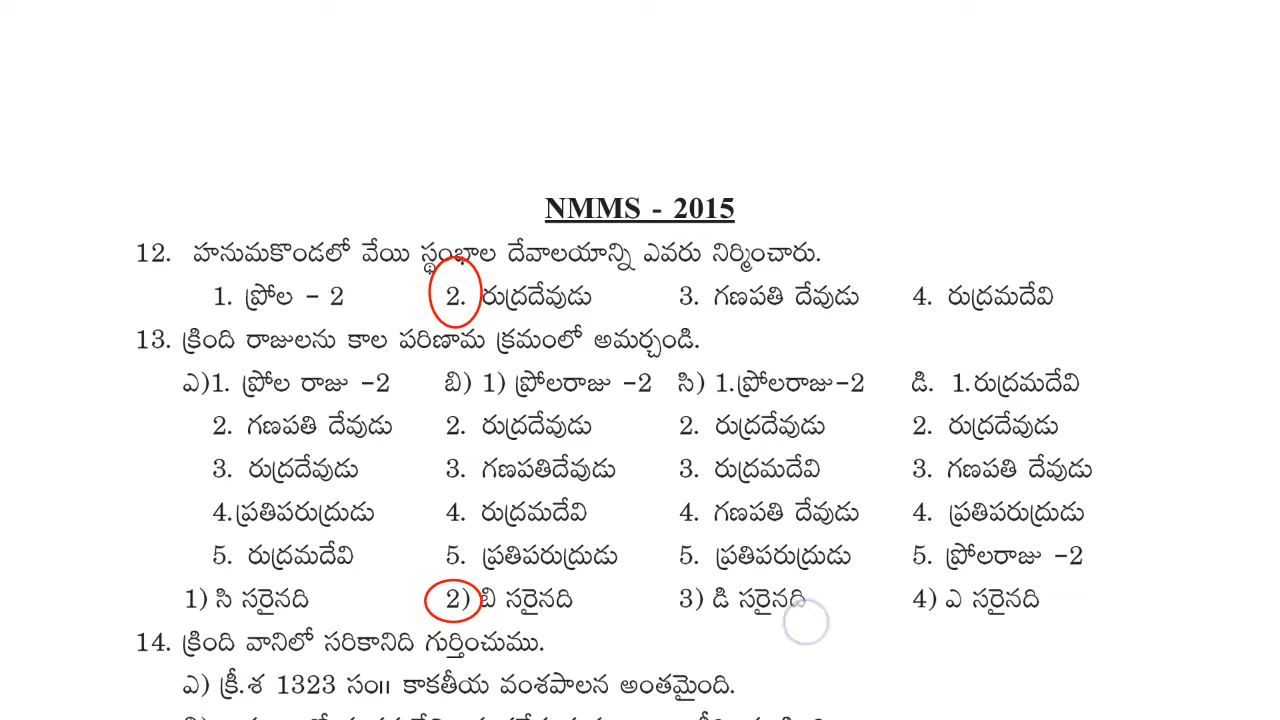 NMMS - 2015
12. హనుమకొండలో వేయి స్థంభాల దేవాలయాన్ని ఎవరు నిర్మించారు.
1. ప్రోల - 2 2. రుద్రదేవుడు 3. గణపతి దేవుడు 4. రుద్రమదేవి
13. క్రింది రాజులను కాల పరిణామ క్రమంలో అమర్చండి.
ఎ)1. ప్రోల రాజు -2 బి) 1) ప్రోలరాజు -2 సి) 1.ప్రోలరాజు-2 డి. 1.రుద్రమదేవి
2. గణపతి దేవుడు 2. రుద్రదేవుడు 2. రుద్రదేవుడు 2. రుద్రదేవుడు
3. రుద్రదేవుడు 3. గణపతిదేవుడు 3. రుద్రమదేవి 3. గణపతి దేవుడు
4.ప్రతిపరుద్రుడు 4. రుద్రమదేవి 4. గణపతి దేవుడు 4. ప్రతిపరుద్రుడు
5. రుద్రమదేవి 5. ప్రతిపరుద్రుడు 5. ప్రతిపరుద్రుడు 5. ప్రోలరాజు -2
1) సి సరైనది 2) బి సరైనది 3) డి సరైనది 4) ఎ సరైనది
14. క్రింది వానిలో సరికానిది గుర్తించుము.
ఎ) క్రీ.శ 1323 సం॥ కాకతీయ వంశపాలన అంతమైంది.